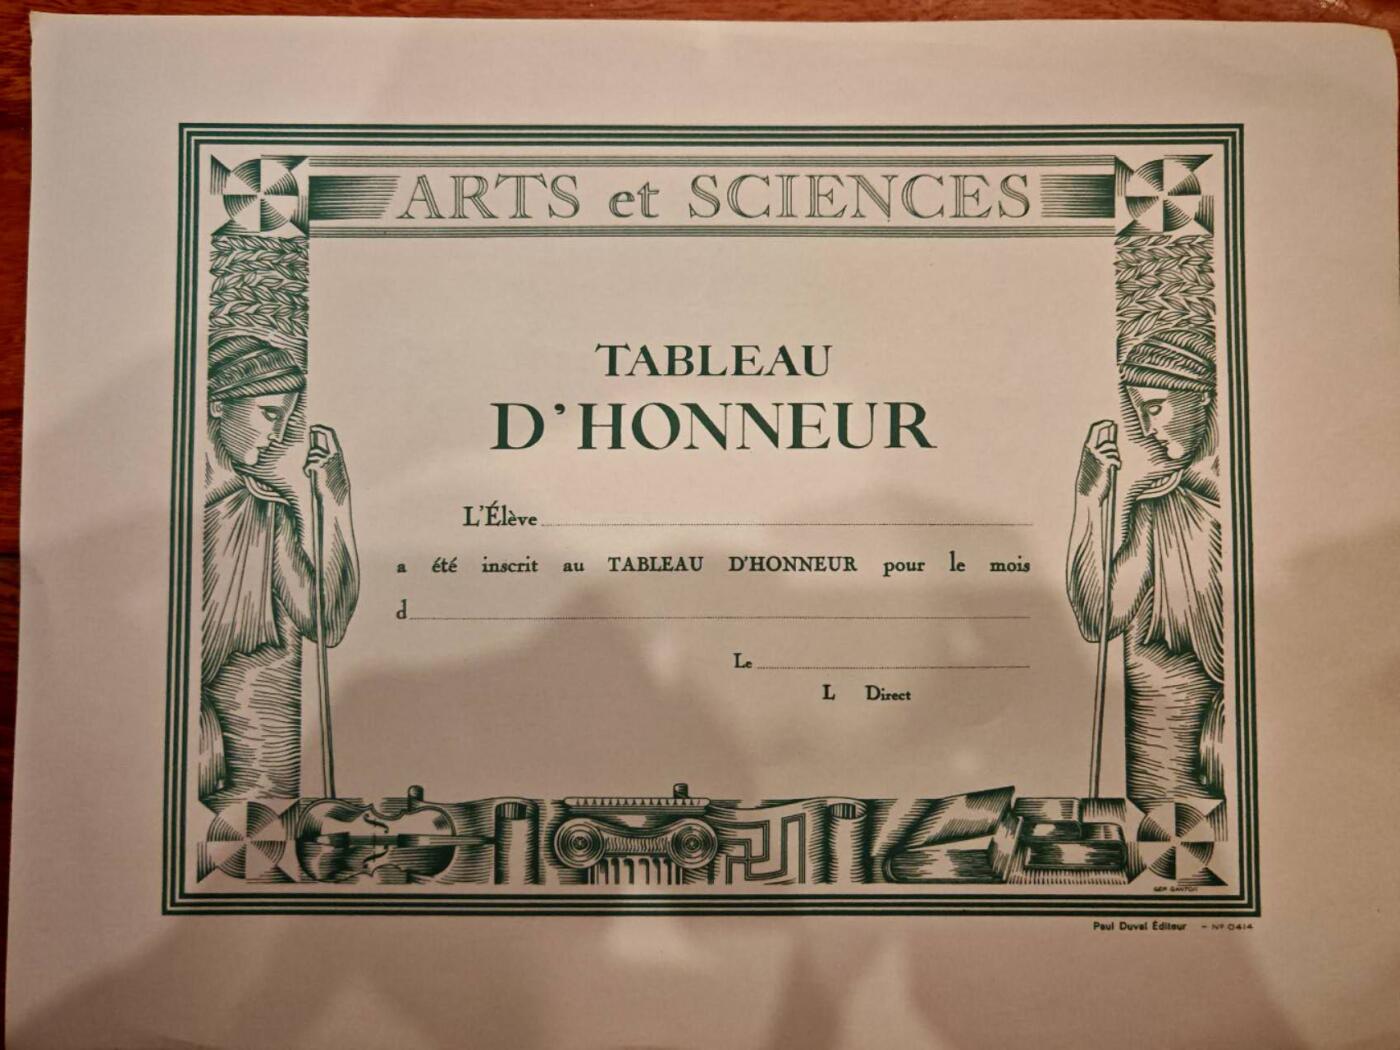 ARTS et SCIENCES
TABLEAU
D'HONNEUR
L'Élève
a été inscrit au TABLEAU D'HONNEUR pour le mois
d
Le
L Direct
Paul Duval Éditeur - Nº 0414